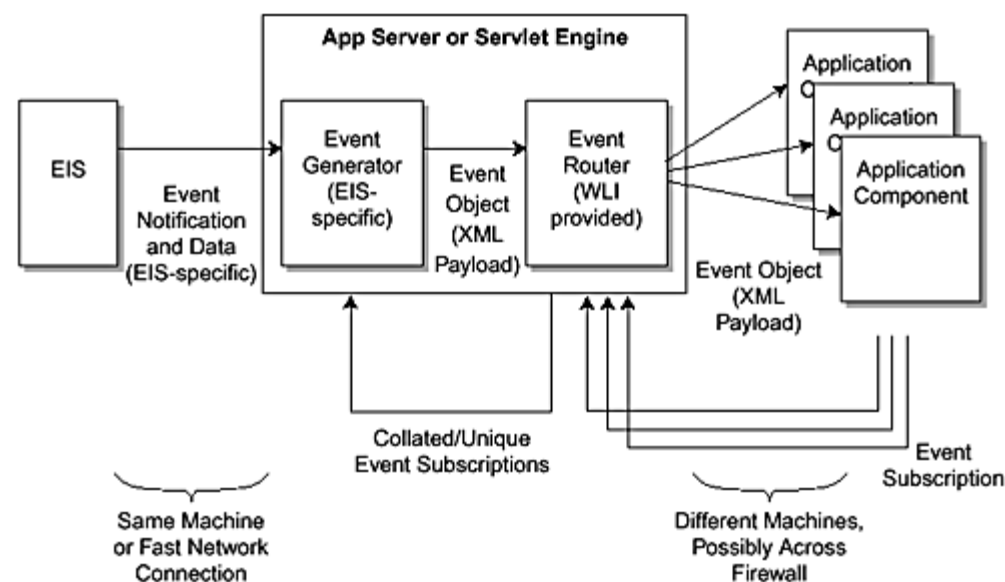 App Server or Servlet Engine
EIS
Event
Notification
and Data
(EIS-specific)
Event
Generator
(EIS-
specific)
Event
Object
(XML
Payload)
Event
Router
(WLI
provided)
Application
C
Application
C
Application
Component
Event Object
(XML
Payload)
Collated/Unique
Event Subscriptions
Event
Subscription
Same Machine
or Fast Network
Connection
Different Machines,
Possibly Across
Firewall